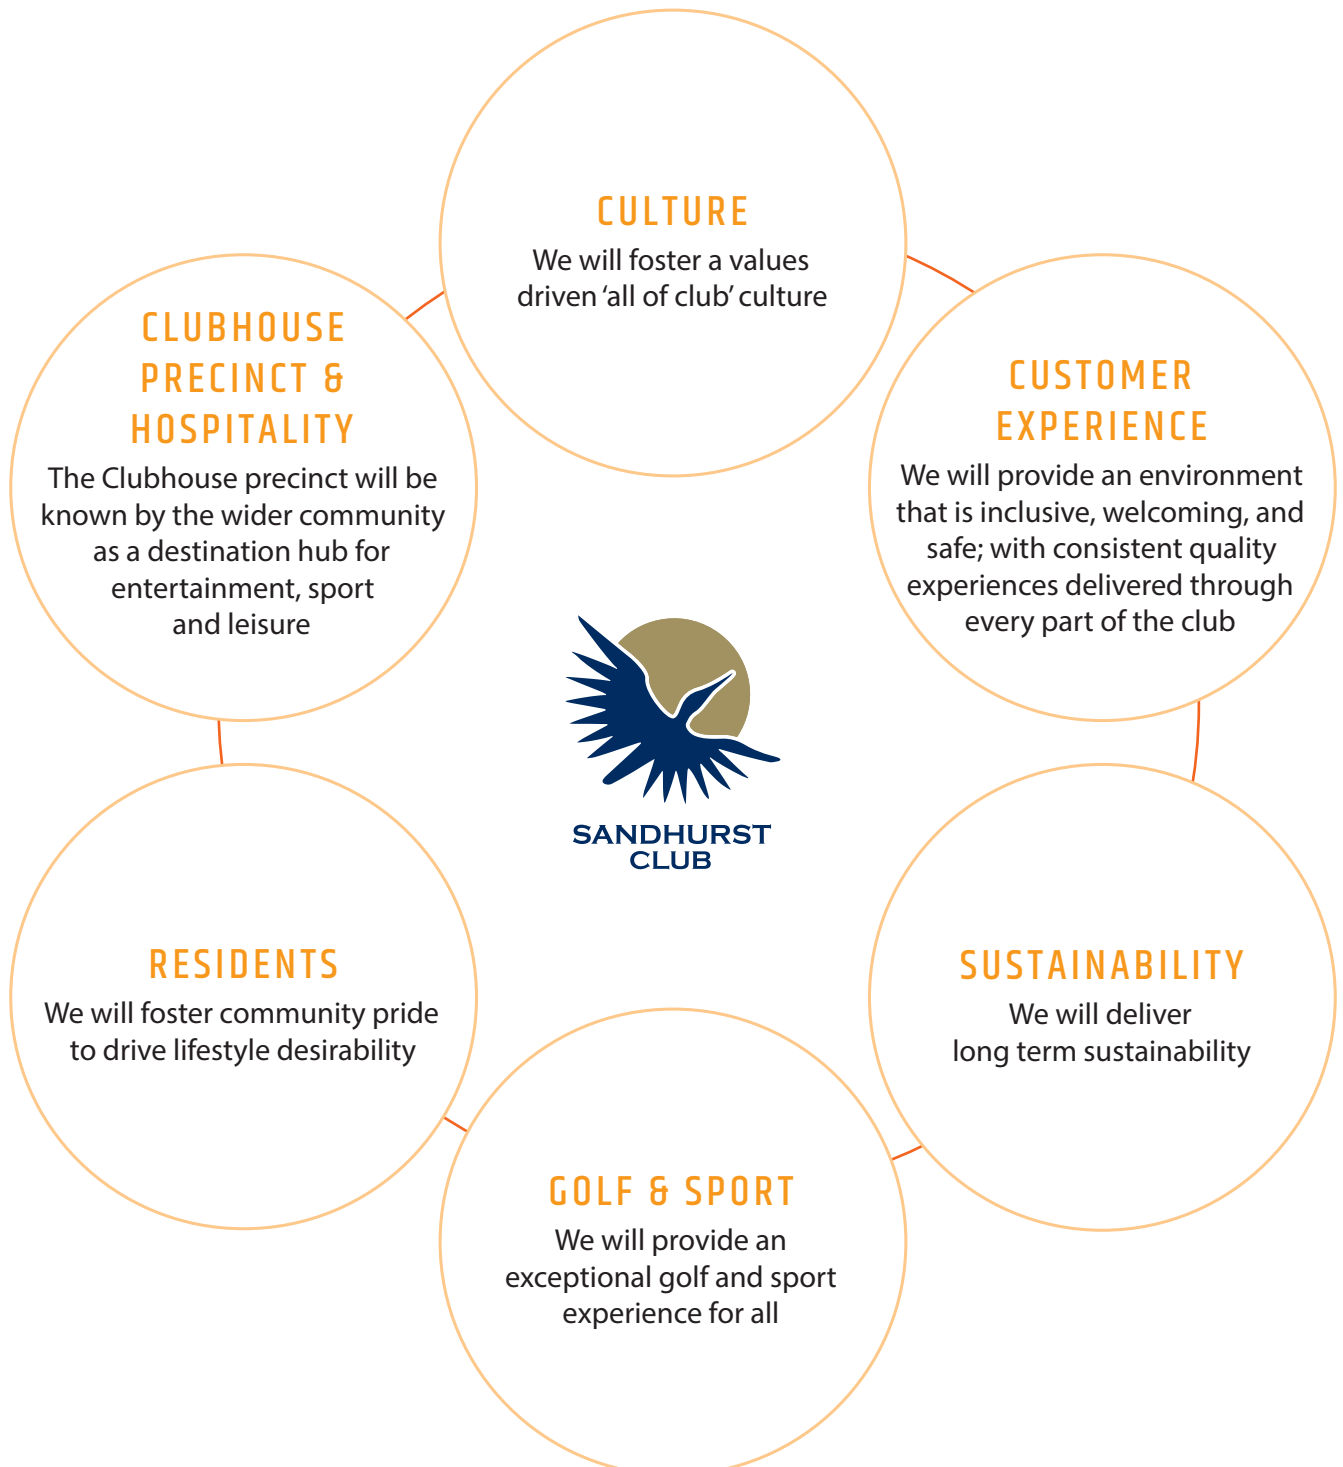 CULTURE
We will foster a values
driven ‘all of club’ culture
CUSTOMER
EXPERIENCE
We will provide an environment
that is inclusive, welcoming, and
safe; with consistent quality
experiences delivered through
every part of the club
SUSTAINABILITY
We will deliver
long term sustainability
GOLF & SPORT
We will provide an
exceptional golf and sport
experience for all
RESIDENTS
We will foster community pride
to drive lifestyle desirability
CLUBHOUSE
PRECINCT &
HOSPITALITY
The Clubhouse precinct will be
known by the wider community
as a destination hub for
entertainment, sport
and leisure
SANDHURST
CLUB